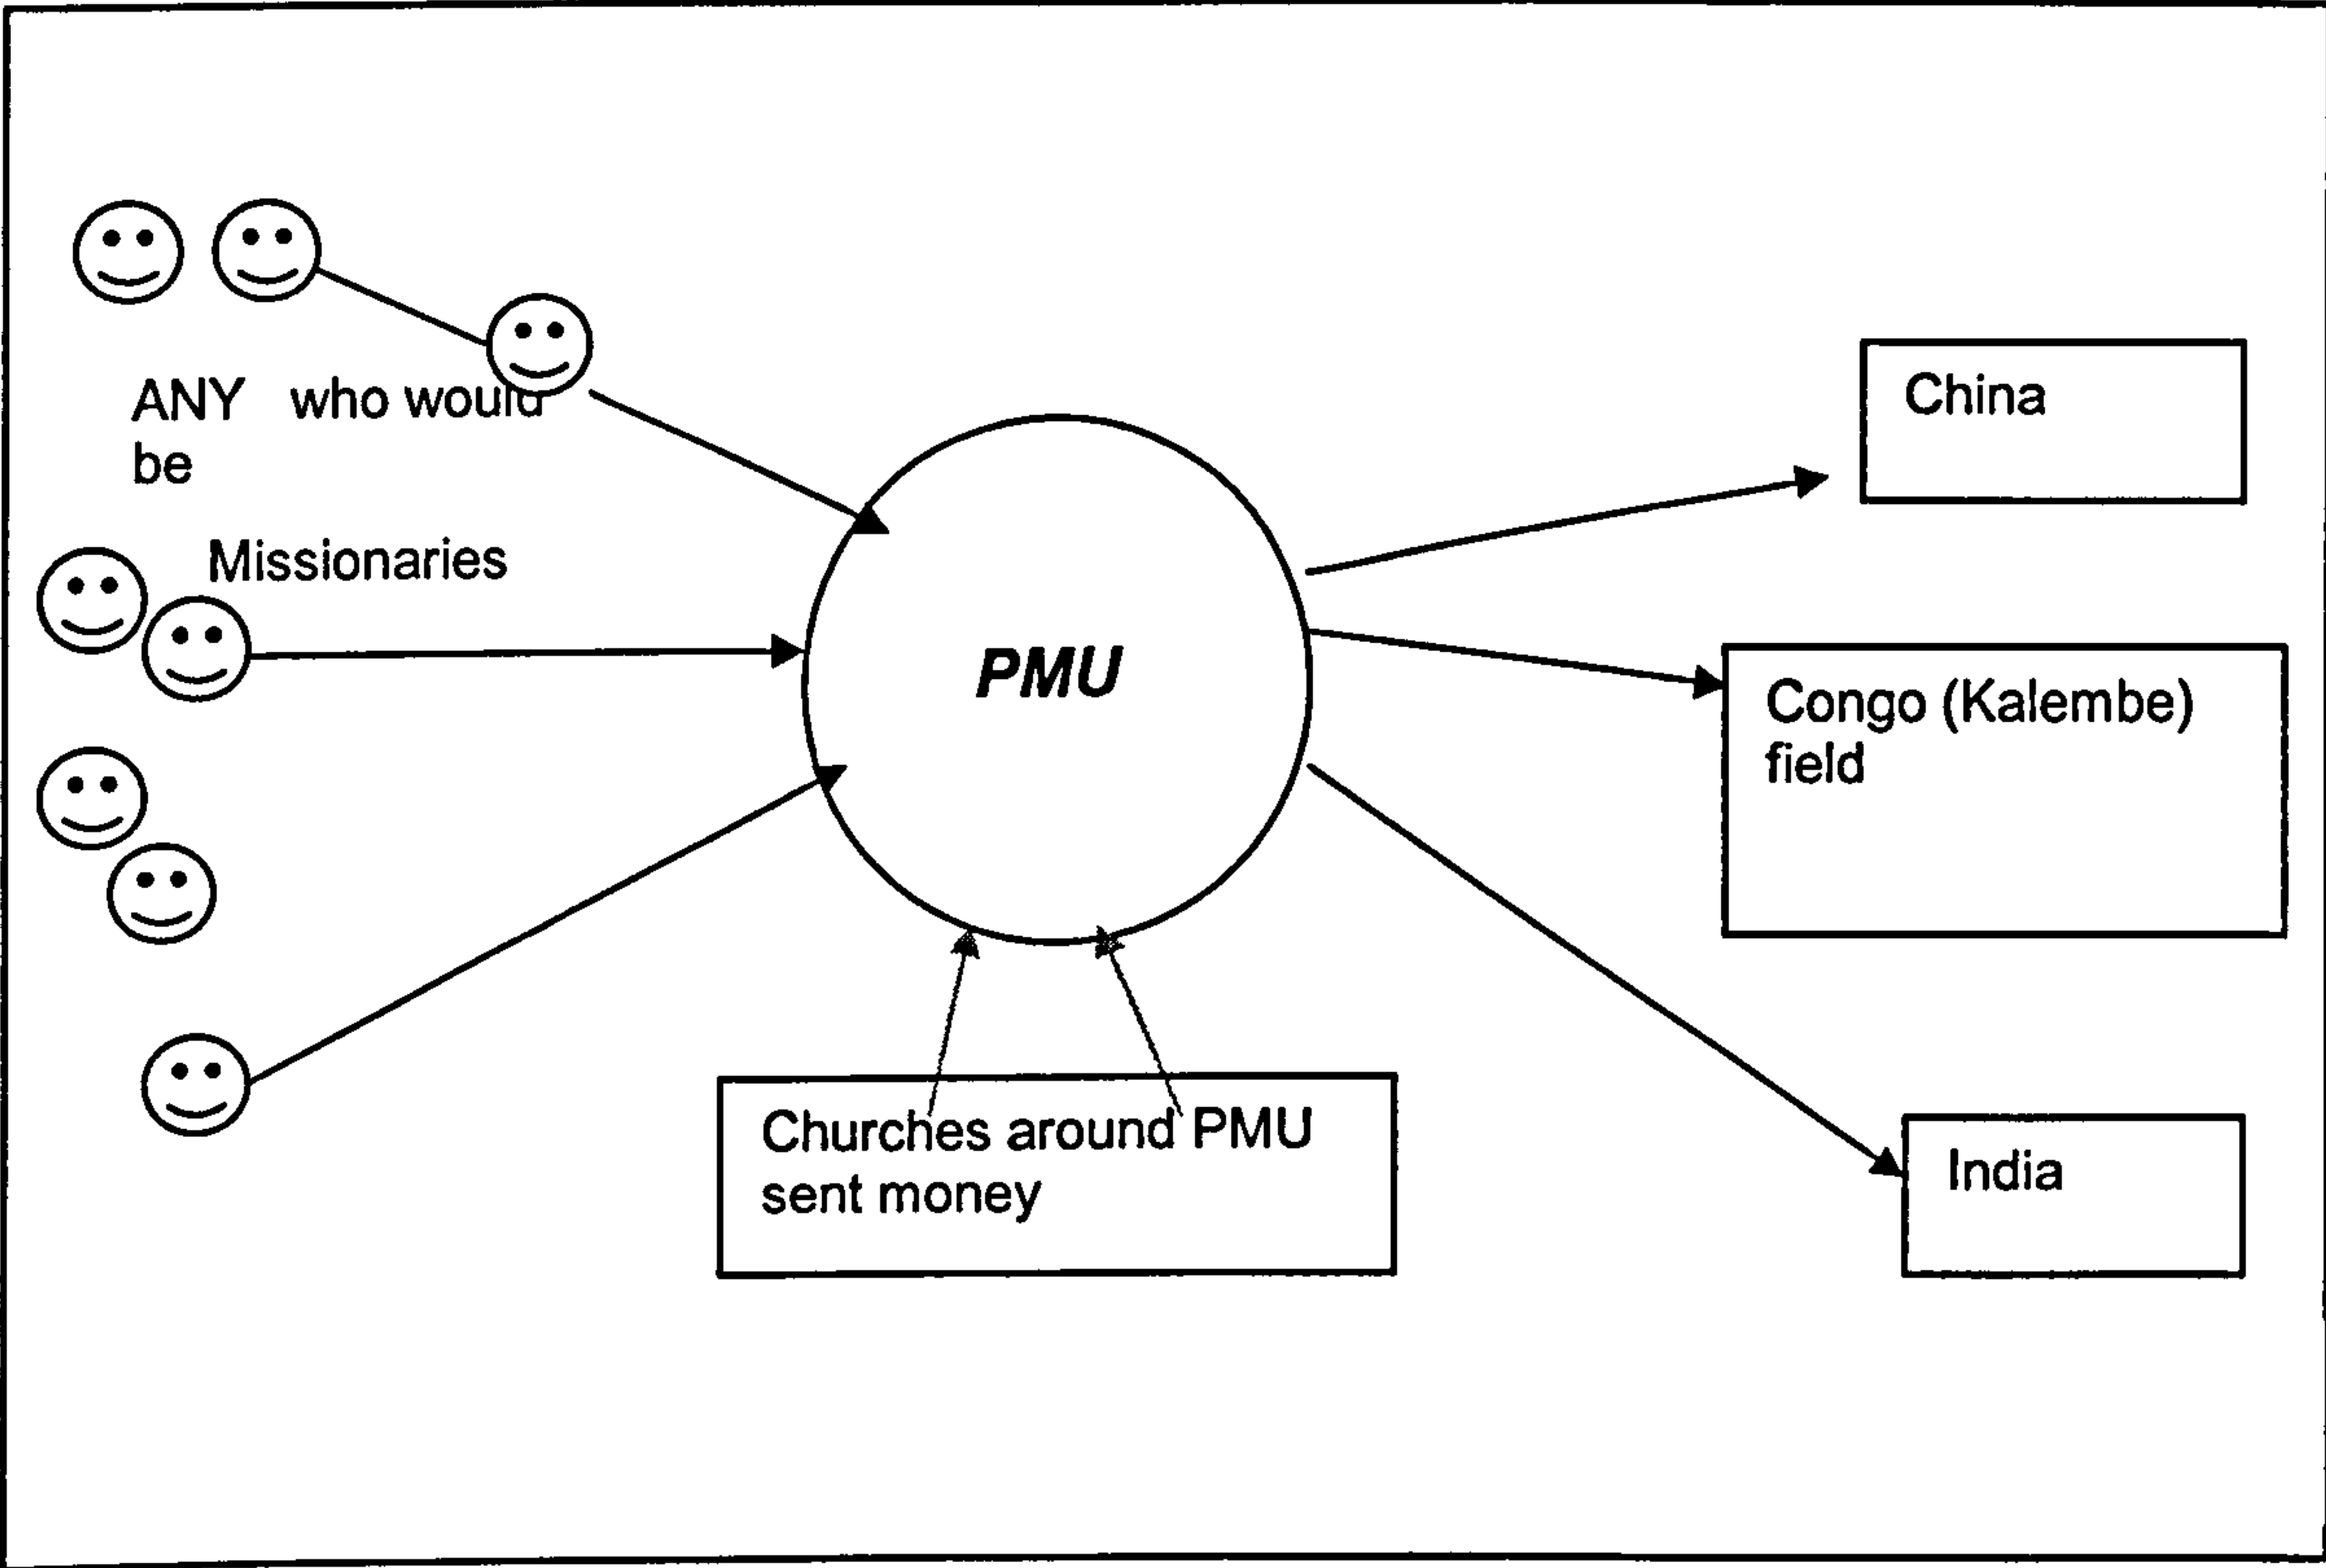 ANY who would
be
Missionaries
PMU
China
Congo (Kalembe)
field
Churches around PMU
sent money
India